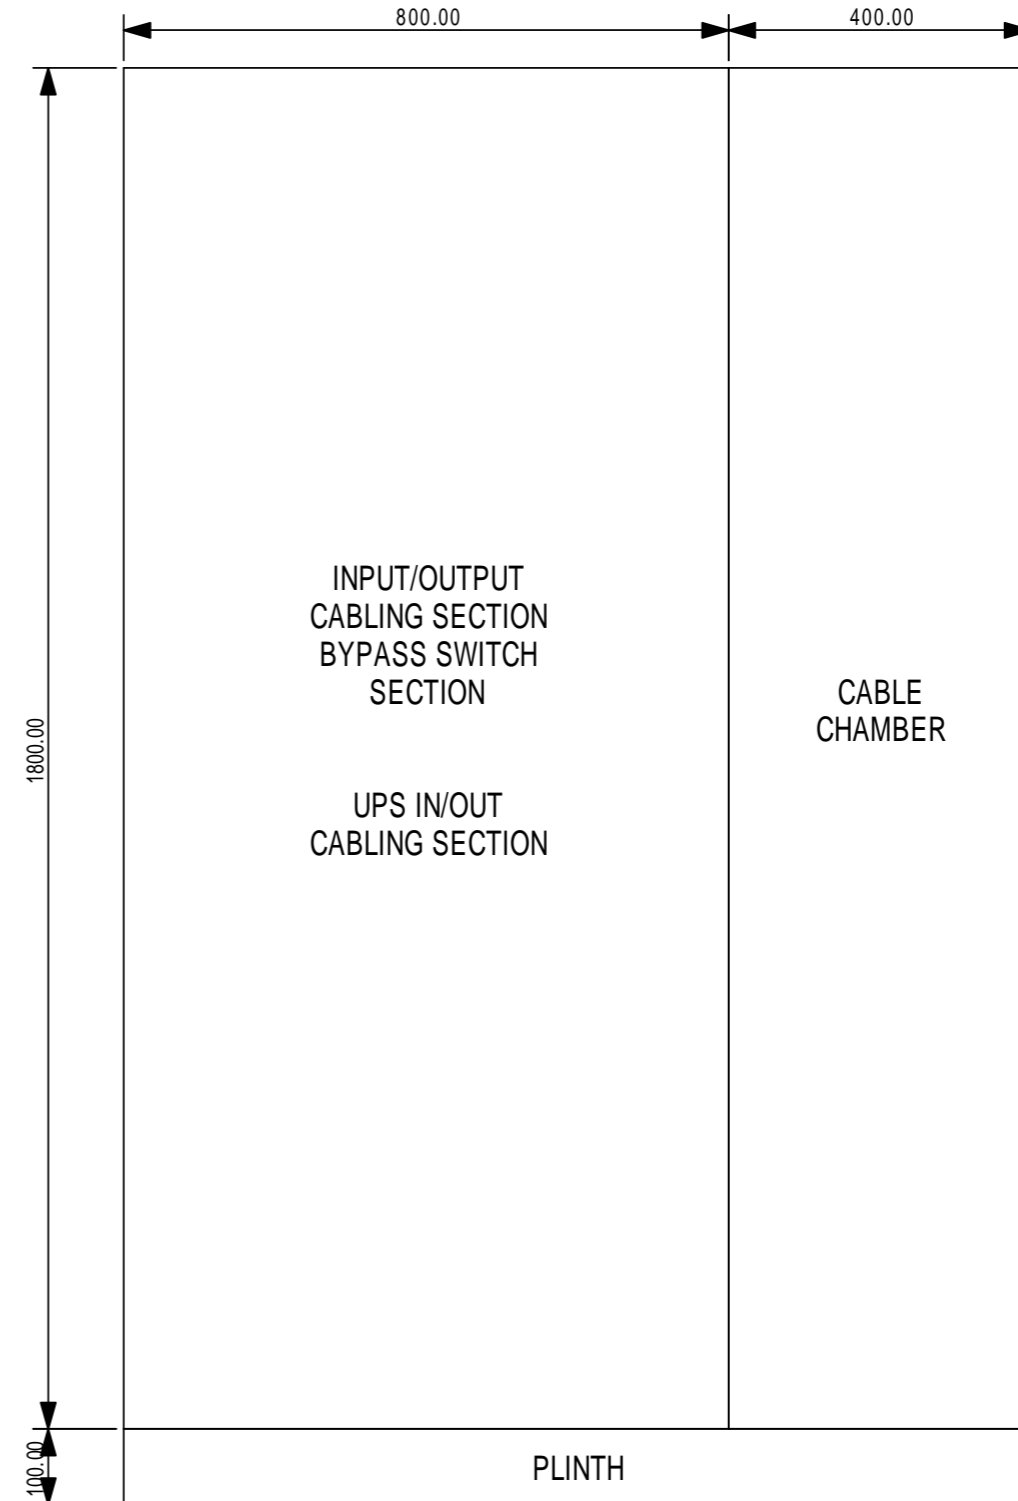 800.00
400.00
1800.00
INPUT/OUTPUT
CABLING SECTION
BYPASS SWITCH
SECTION
CABLE
CHAMBER
UPS IN/OUT
CABLING SECTION
100.00
PLINTH